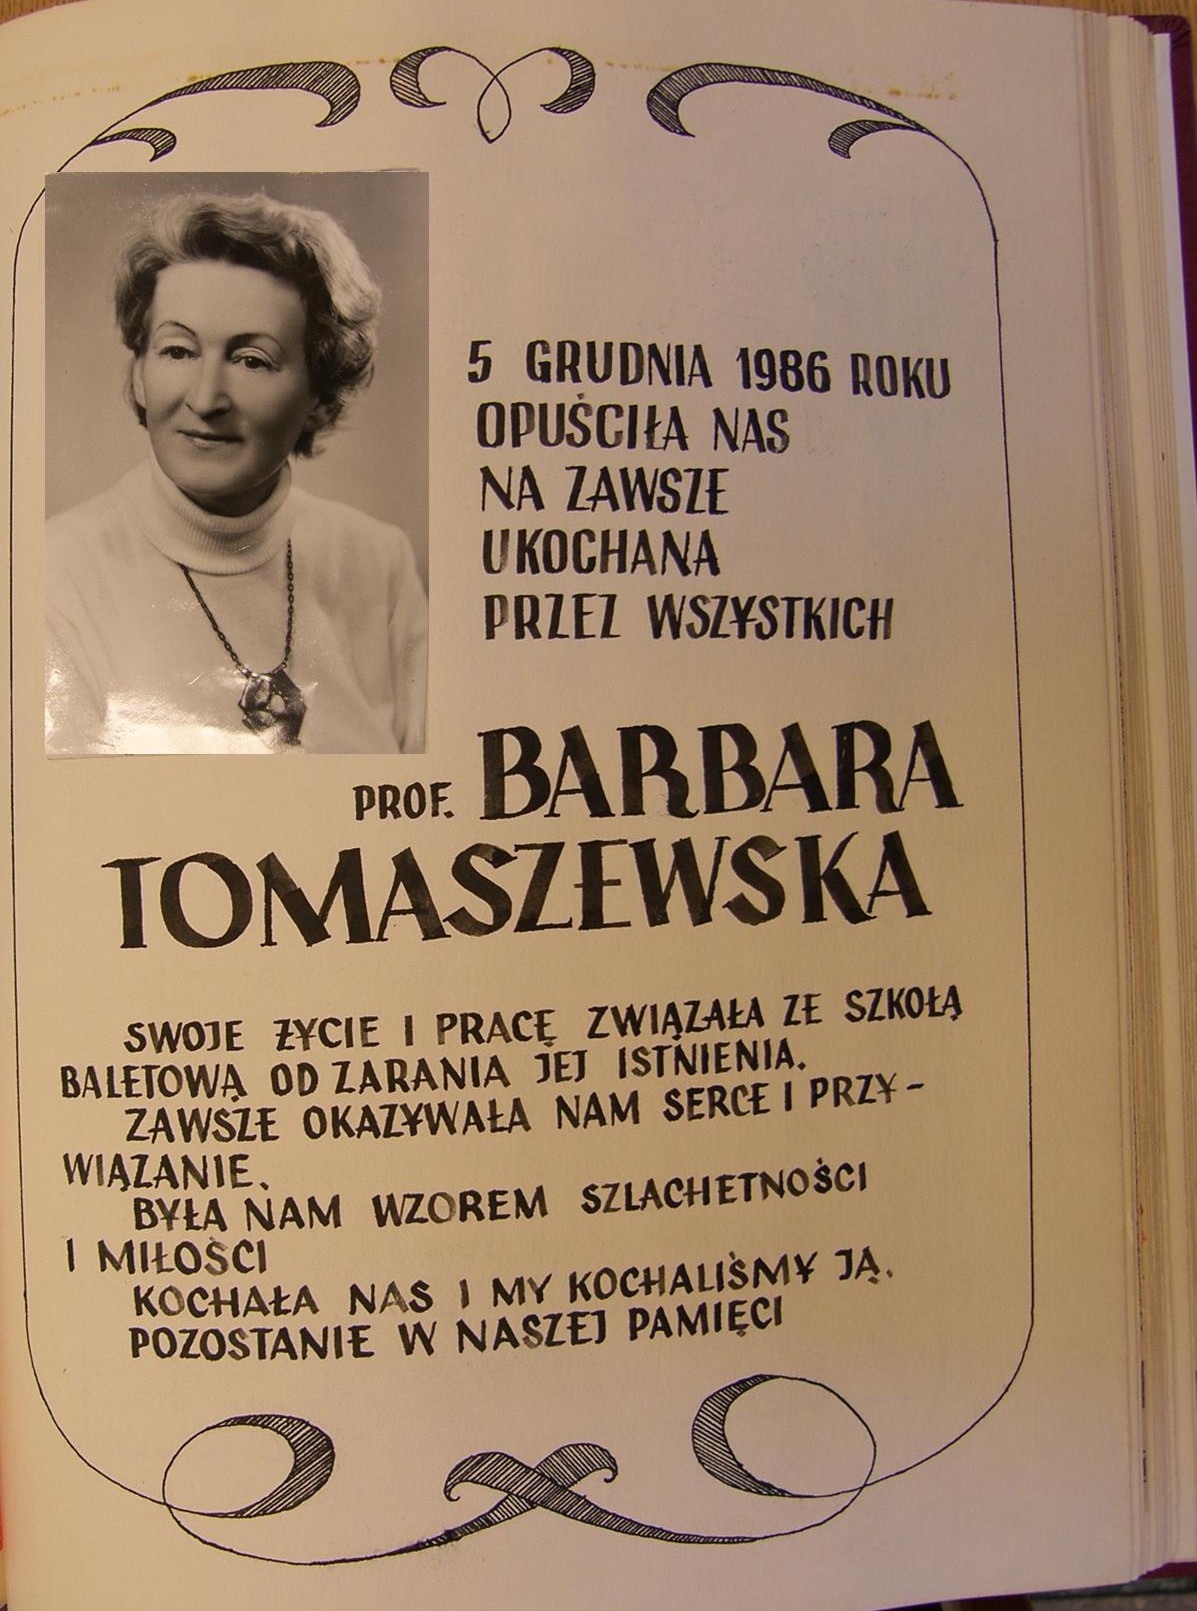 5 GRUDNIA 1986 ROKU
OPUŚCIŁA NAS
NA ZAWSZE
UKOCHANA
PRZEZ WSZYSTKICH
PROF. BARBARA
TOMASZEWSKA
SWOJE ŻYCIE I PRACĘ ZWIĄZAŁA ZE SZKOŁĄ
BALETOWĄ OD ZARANIA JEJ ISTNIENIA.
ZAWSZE OKAZYWAŁA NAM SERCE I PRZY-
WIĄZANIE.
BYŁA NAM WZOREM SZLACHETNOŚCI
I MIŁOŚCI
KOCHAŁA NAS I MY KOCHALIŚMY JĄ.
POZOSTANIE W NASZEJ PAMIĘCI